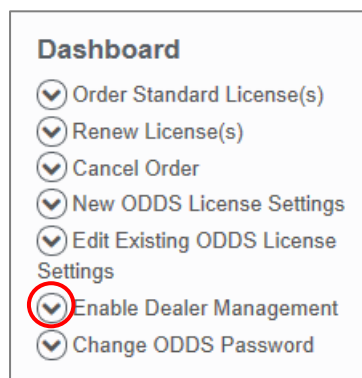 Dashboard
Order Standard License(s)
Renew License(s)
Cancel Order
New ODDS License Settings
Edit Existing ODDS License
Settings
Enable Dealer Management
Change ODDS Password